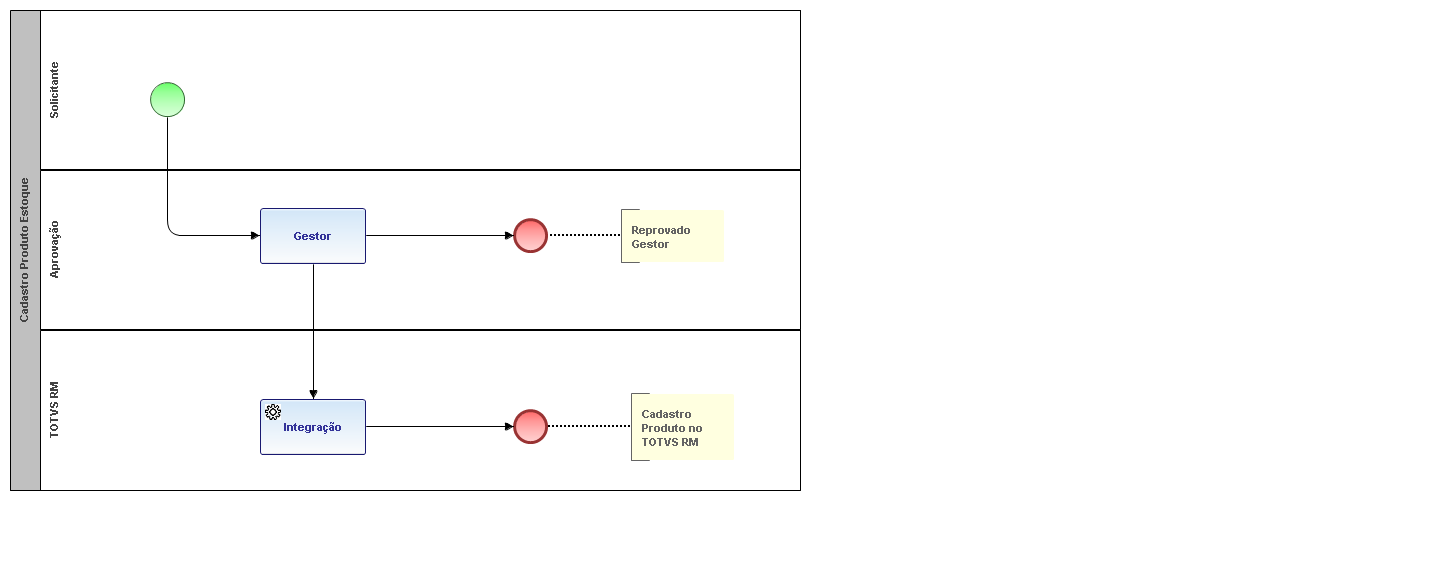 Cadastro Produto Estoque
Solicitante
Aprovação
Gestor
Reprovado
Gestor
TOTVS RM
Integração
Cadastro
Produto no
TOTVS RM